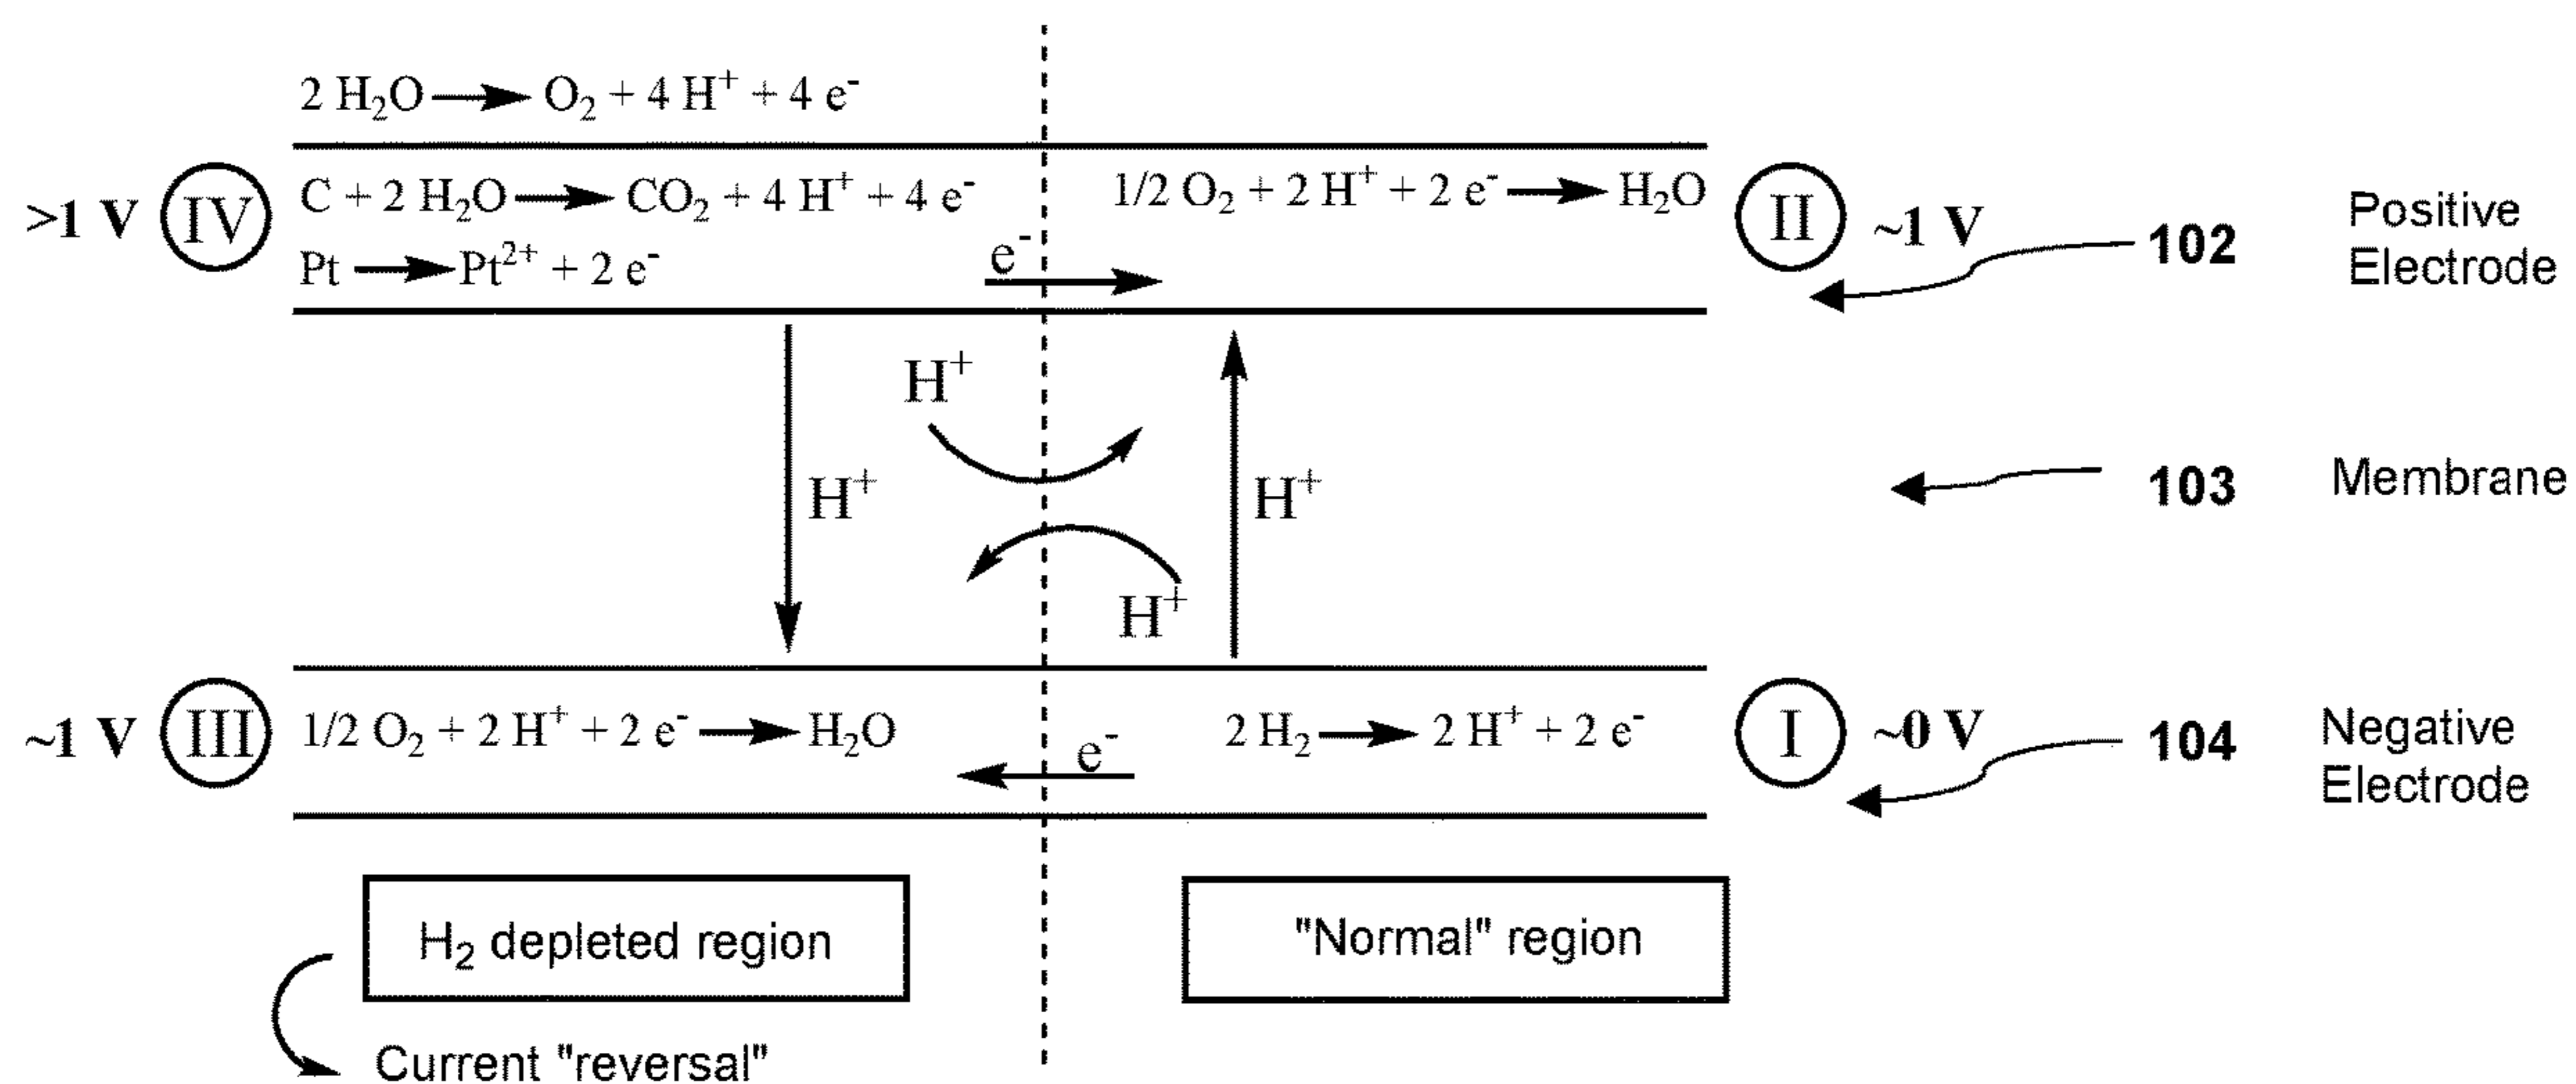 2 H₂O → O₂ + 4 H⁺ + 4 e⁻
>1 V IV C + 2 H₂O → CO₂ + 4 H⁺ + 4 e⁻ 1/2 O₂ + 2 H⁺ + 2 e⁻ → H₂O II ~1 V 102 Positive
Electrode
Pt → Pt²⁺ + 2 e⁻ e⁻
H⁺
H⁺ H⁺ 103 Membrane
H⁺
~1 V III 1/2 O₂ + 2 H⁺ + 2 e⁻ → H₂O 2 H₂ → 2 H⁺ + 2 e⁻ I ~0 V 104 Negative
Electrode
e⁻
H₂ depleted region "Normal" region
Current "reversal"